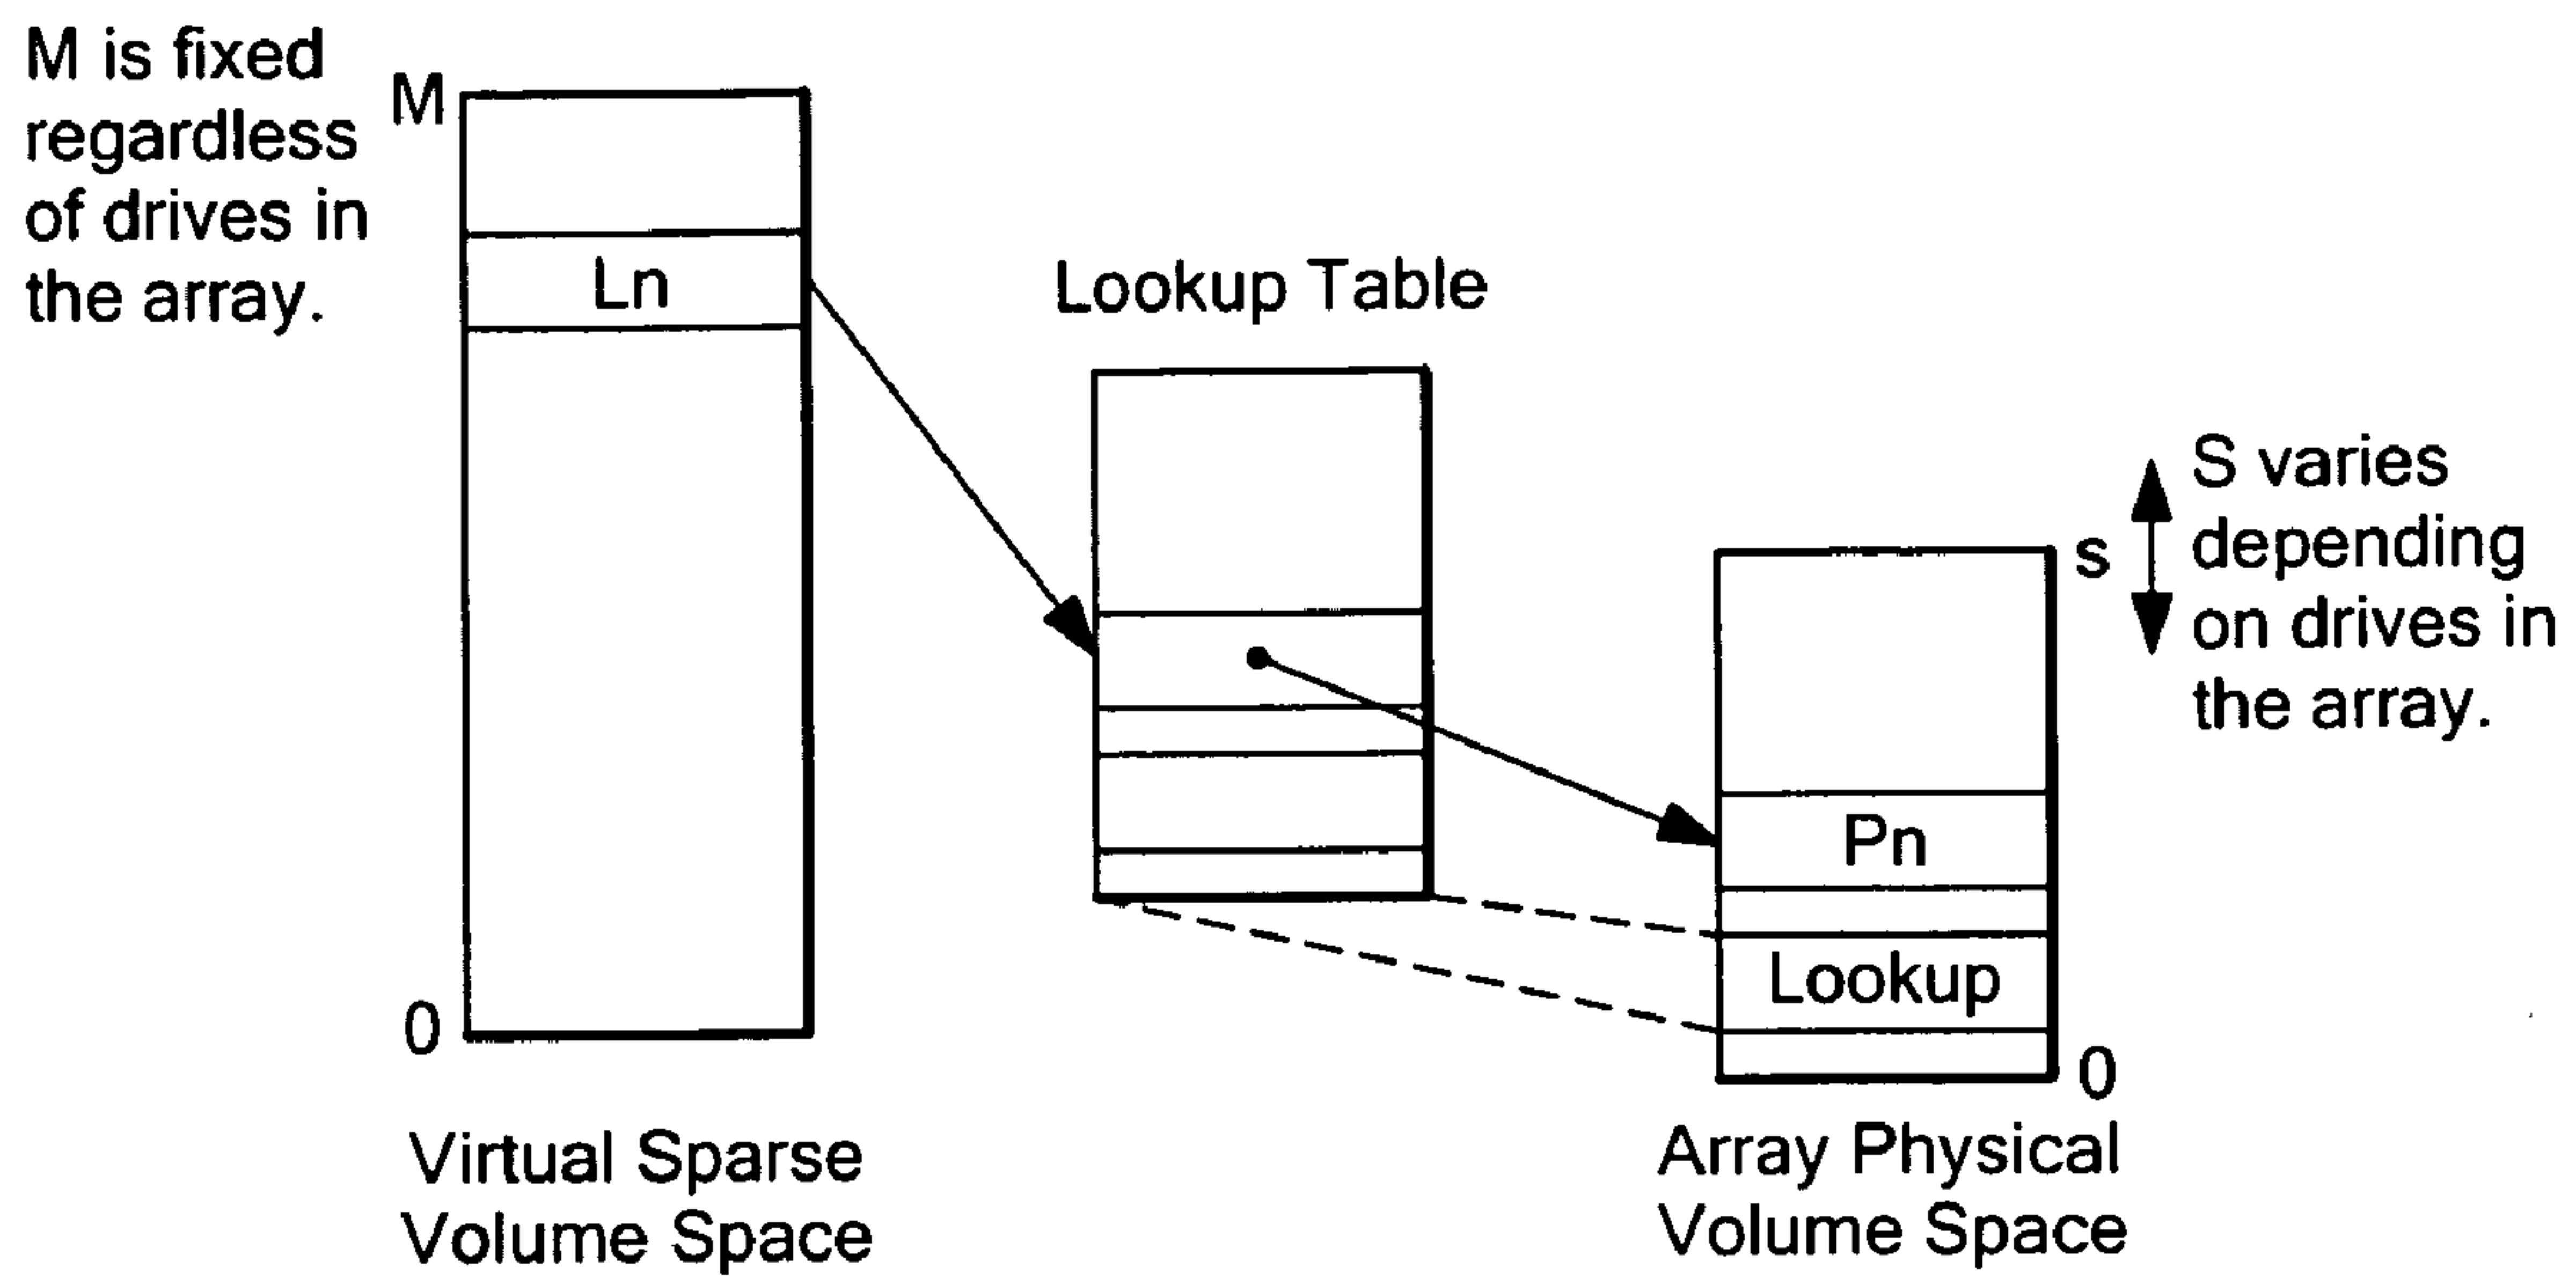 M is fixed
regardless
of drives in
the array.
M
Ln
0
Virtual Sparse
Volume Space
Lookup Table
S varies
depending
on drives in
the array.
s
Pn
Lookup
0
Array Physical
Volume Space